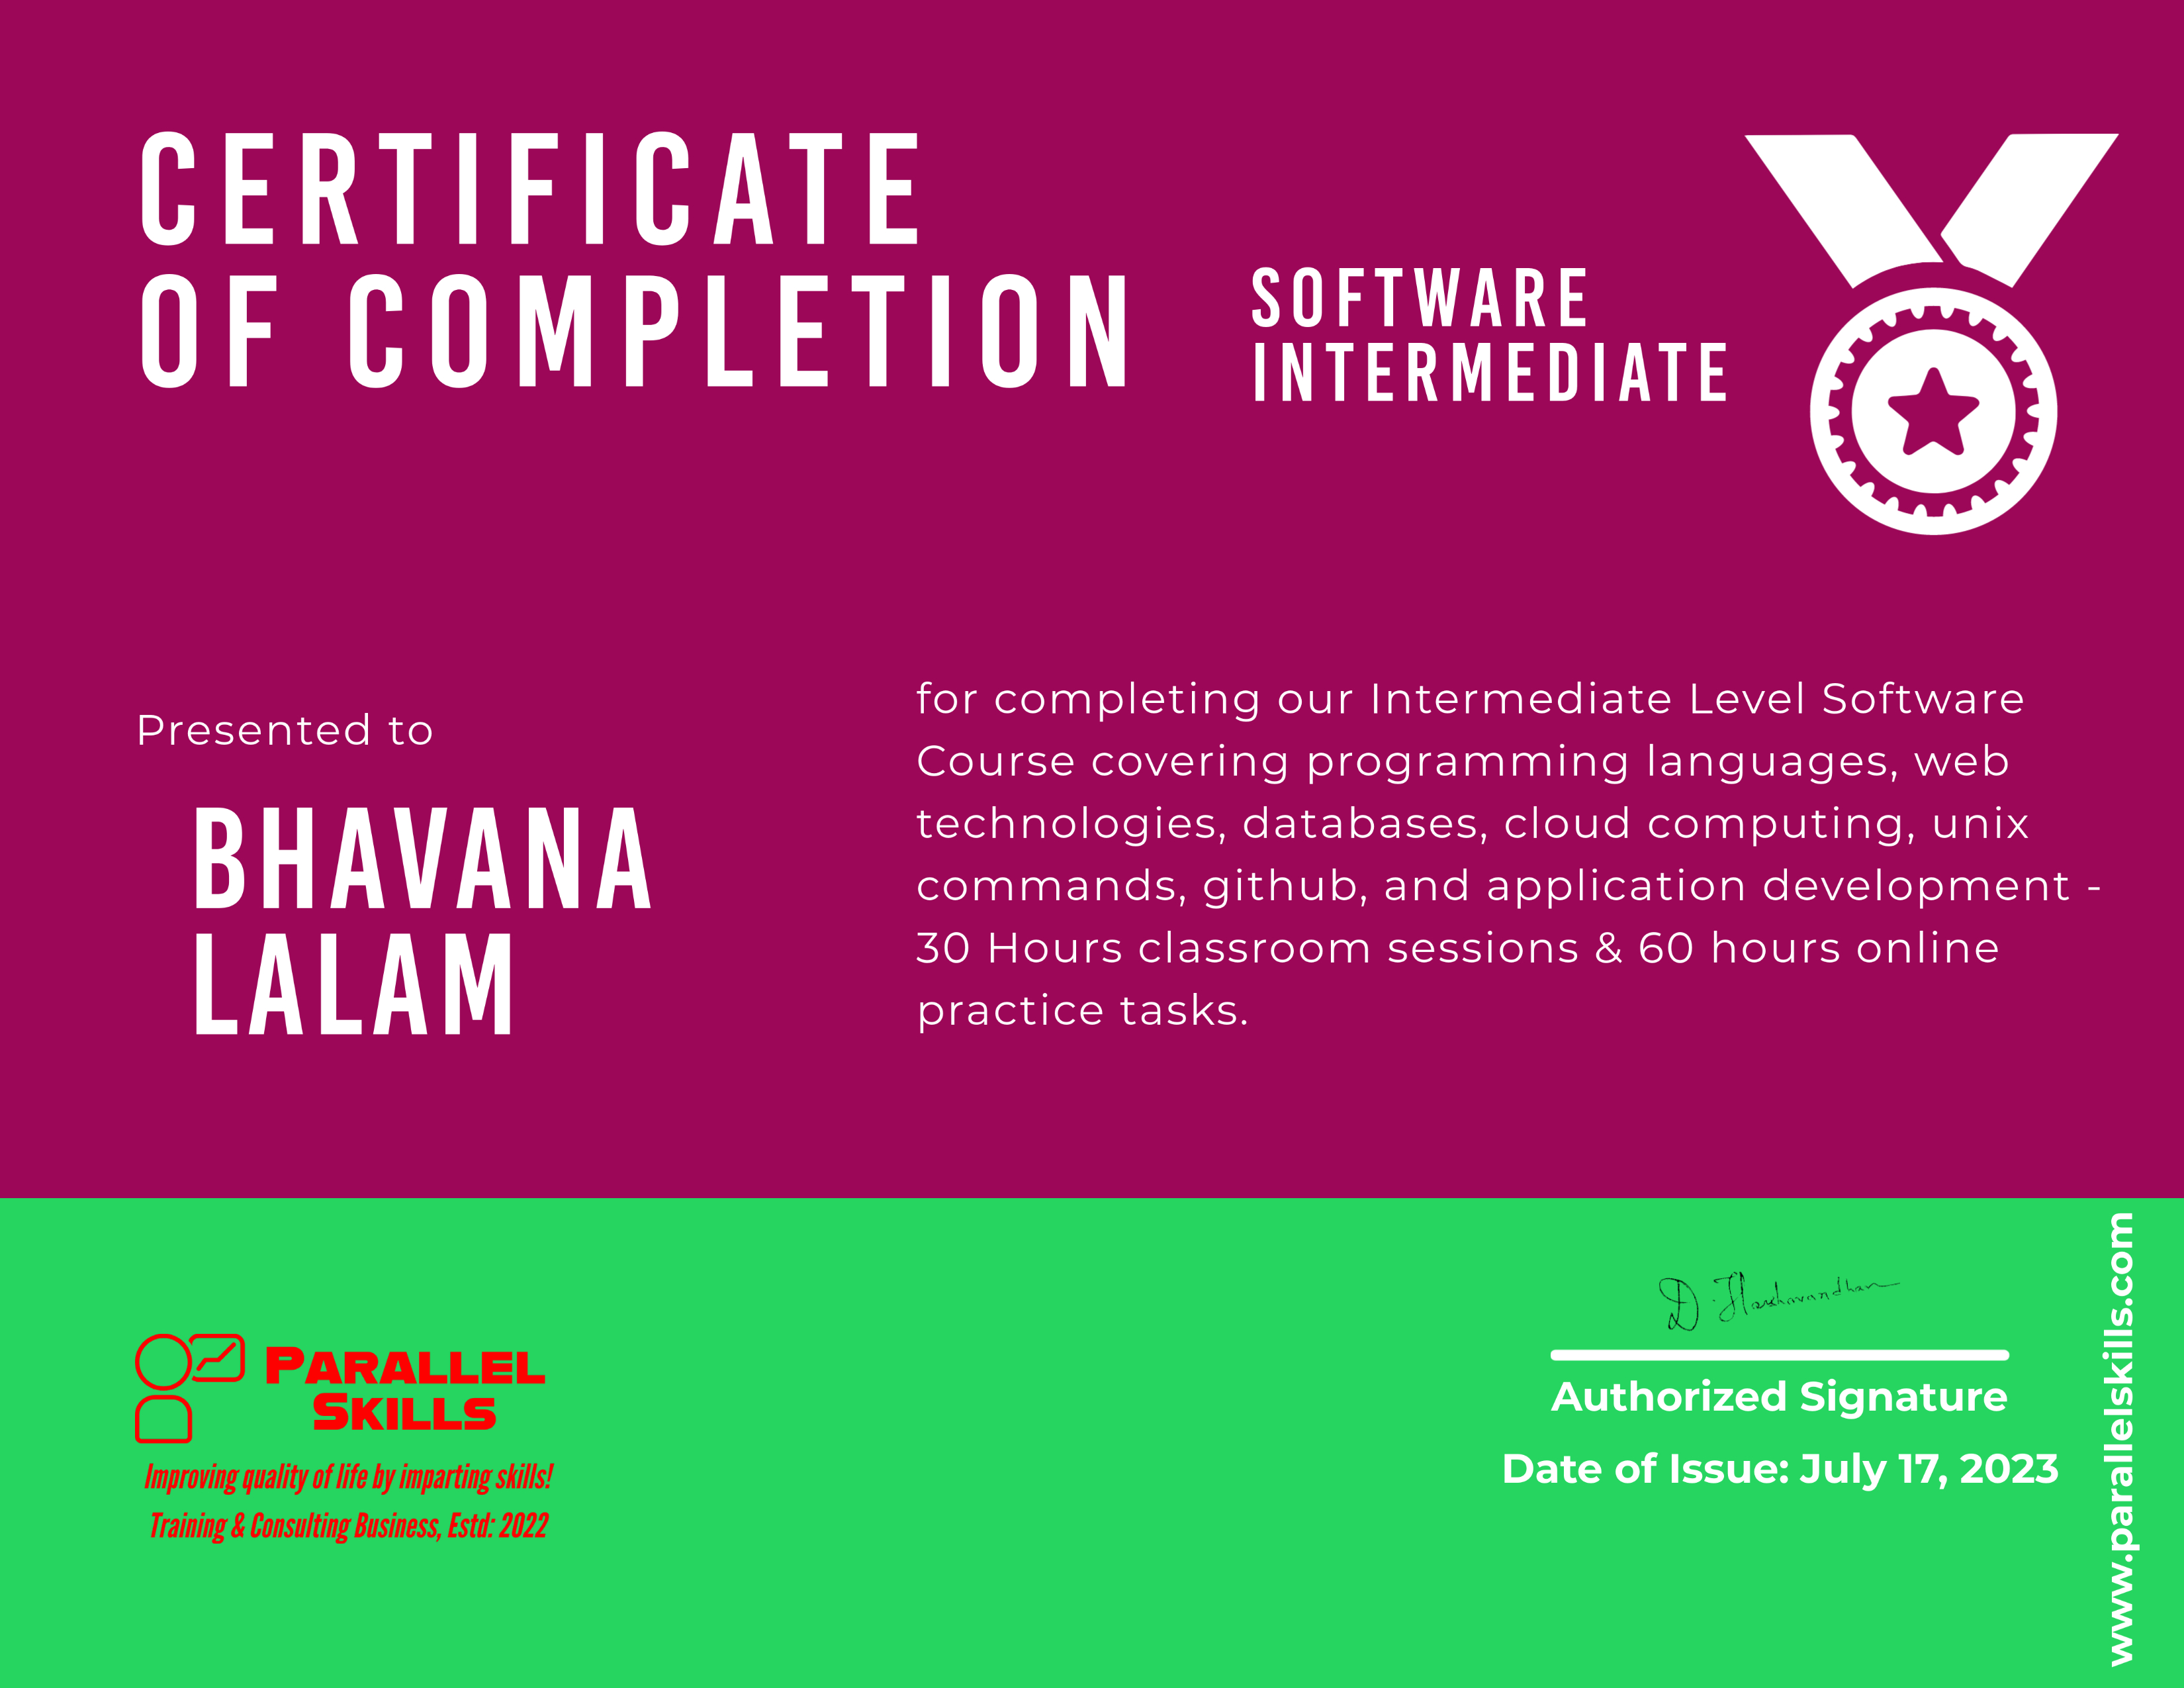 CERTIFICATE
OF COMPLETION
SOFTWARE
INTERMEDIATE
Presented to
BHAVANA
LALAM
for completing our Intermediate Level Software
Course covering programming languages, web
technologies, databases, cloud computing, unix
commands, github, and application development -
30 Hours classroom sessions & 60 hours online
practice tasks.
PARALLEL
SKILLS
Improving quality of life by imparting skills!
Training & Consulting Business, Estd: 2022
D. Harshavardhan
Authorized Signature
Date of Issue: July 17, 2023
www.parallelskills.com